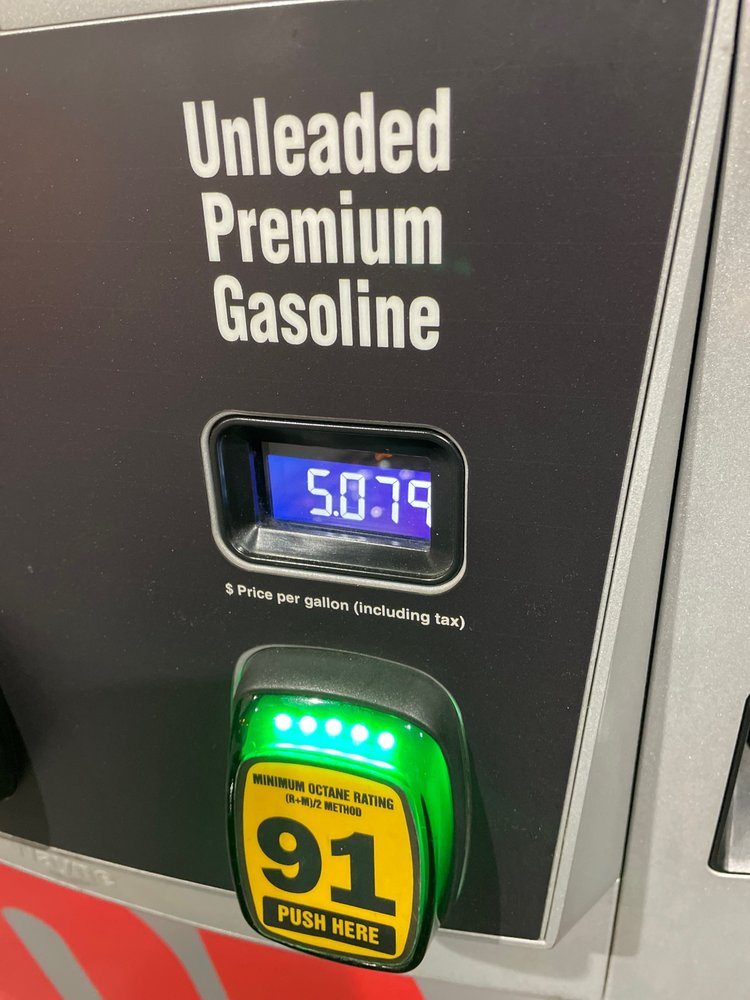 Unleaded
Premium
Gasoline
5.079
$ Price per gallon (including tax)
MINIMUM OCTANE RATING
(R+M)/2 METHOD
91
PUSH HERE